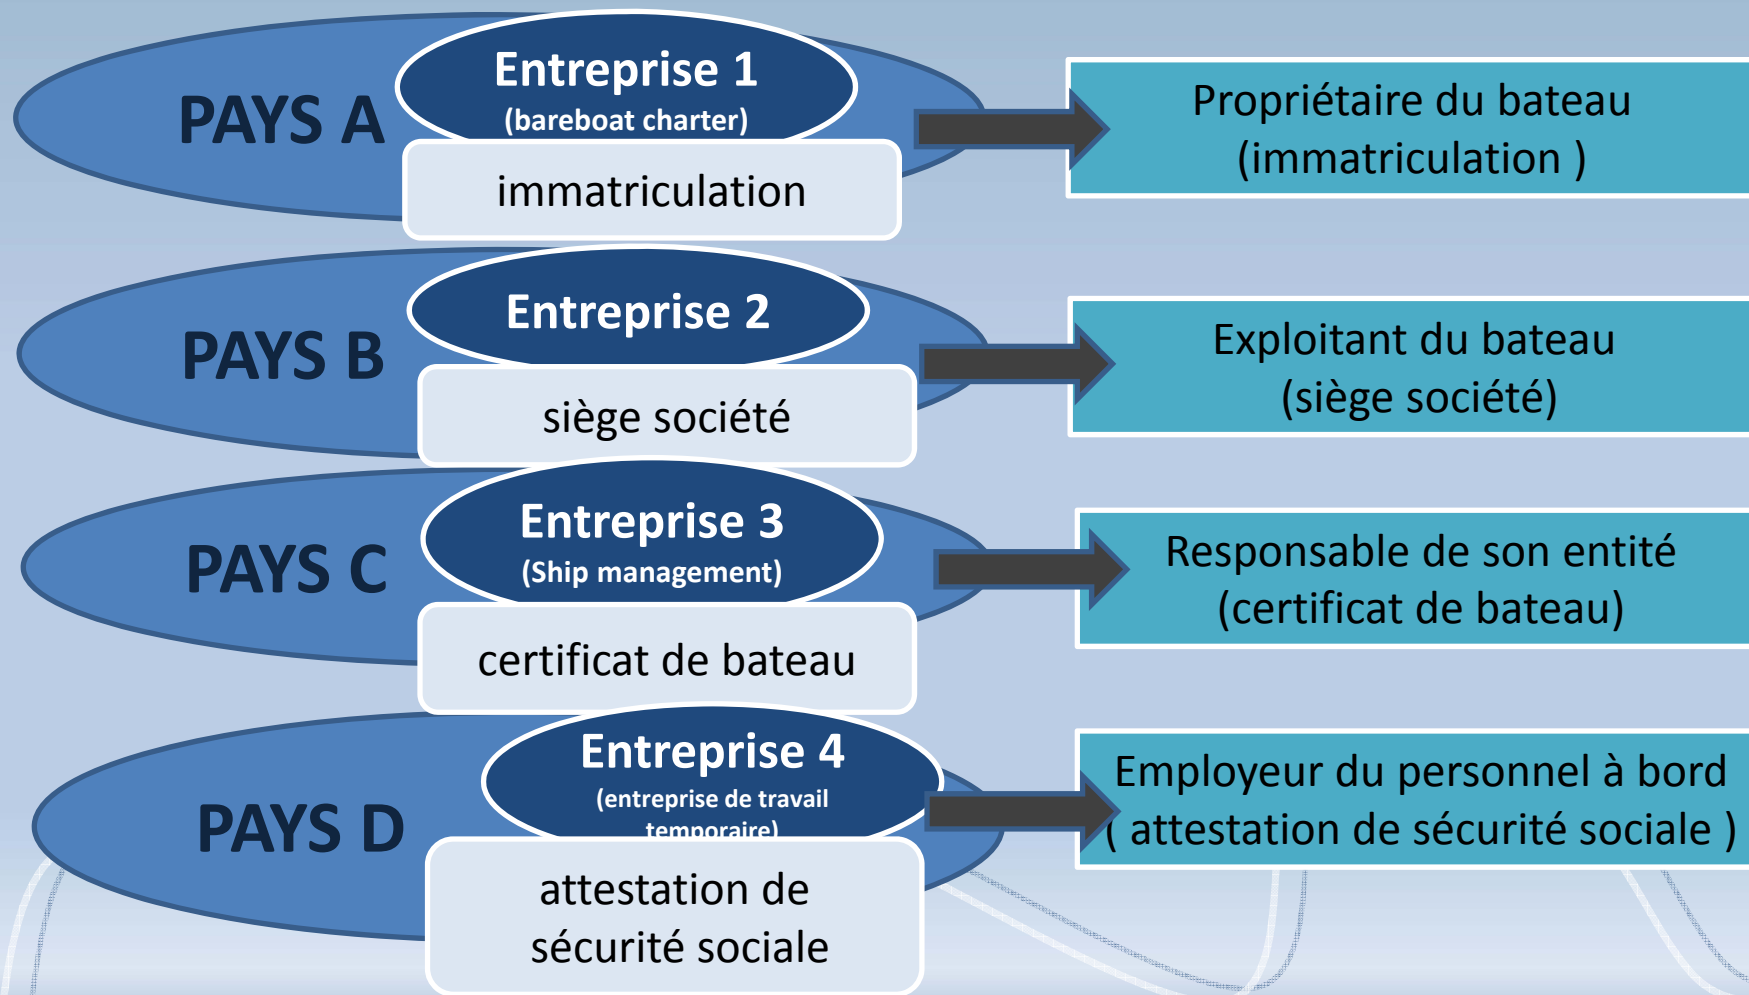 PAYS A
Entreprise 1
(bareboat charter)
immatriculation
Propriétaire du bateau
(immatriculation )
PAYS B
Entreprise 2
siège société
Exploitant du bateau
(siège société)
PAYS C
Entreprise 3
(Ship management)
certificat de bateau
Responsable de son entité
(certificat de bateau)
PAYS D
Entreprise 4
(entreprise de travail
temporaire)
attestation de
sécurité sociale
Employeur du personnel à bord
( attestation de sécurité sociale )